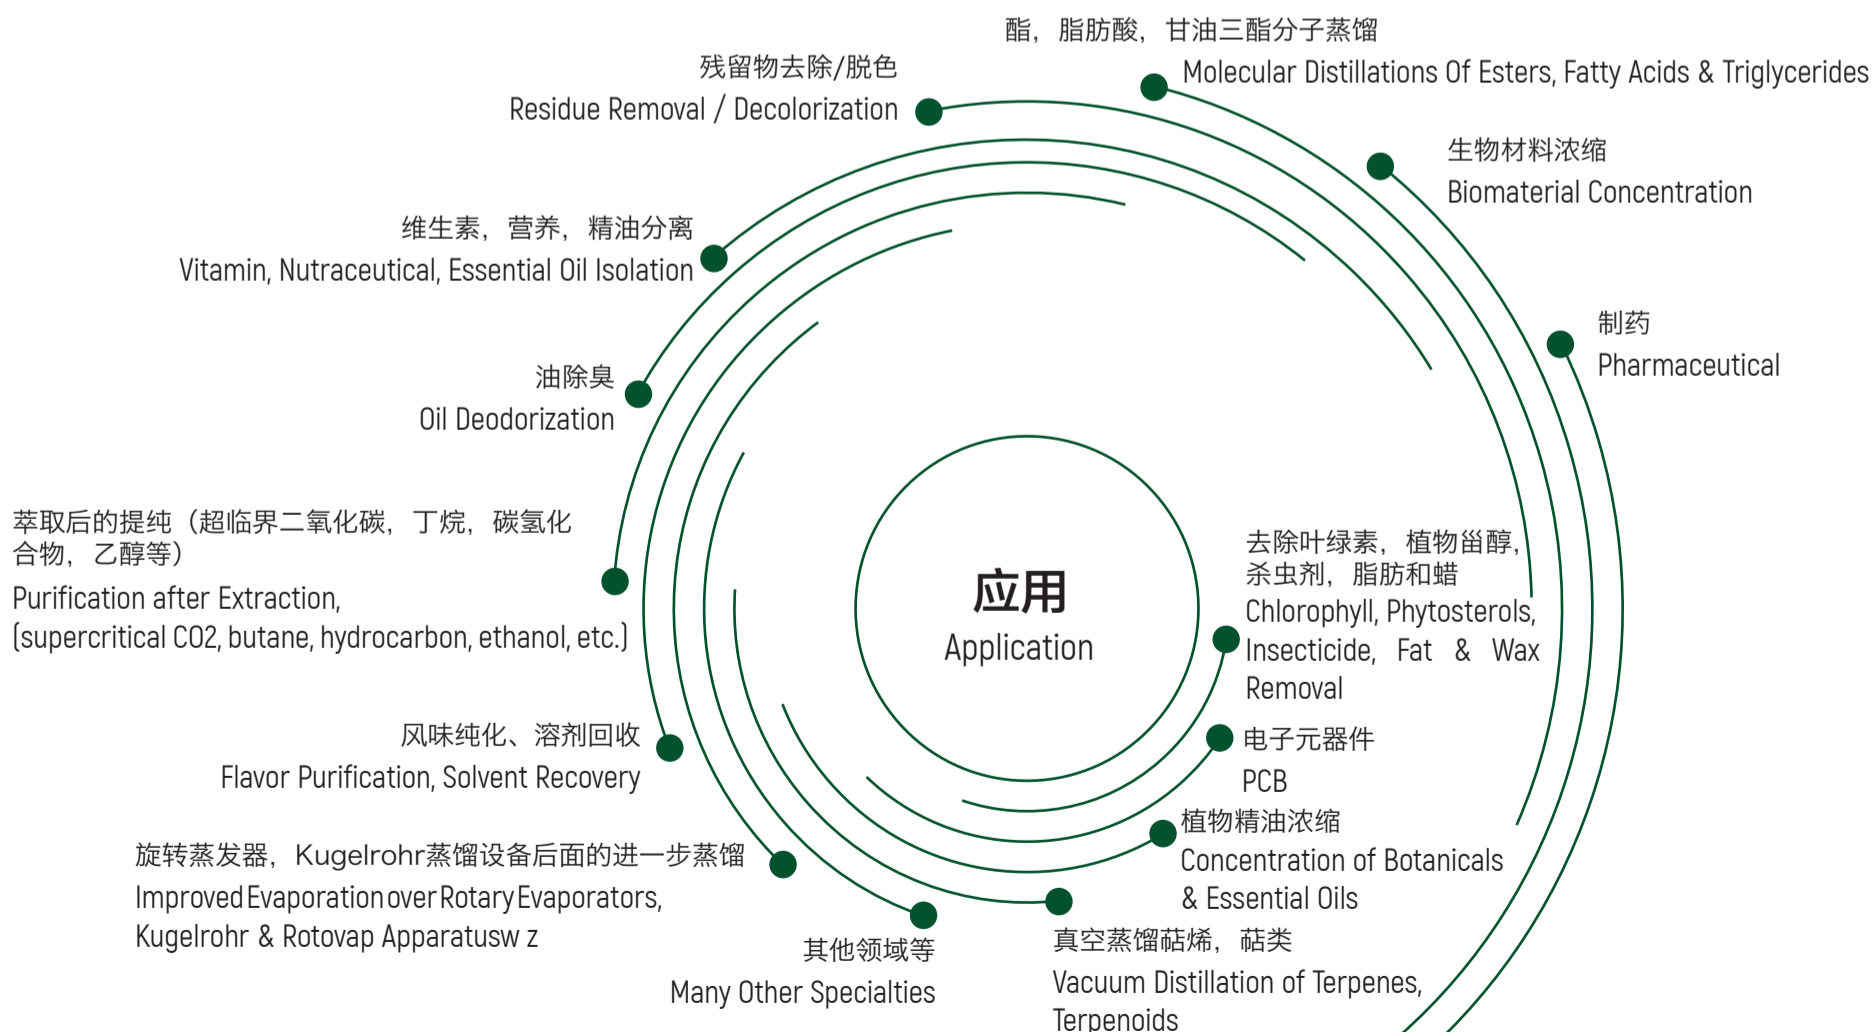 酯，脂肪酸，甘油三酯分子蒸馏
Molecular Distillations Of Esters, Fatty Acids & Triglycerides
残留物去除/脱色
Residue Removal / Decolorization
生物材料浓缩
Biomaterial Concentration
维生素，营养，精油分离
Vitamin, Nutraceutical, Essential Oil Isolation
制药
Pharmaceutical
油除臭
Oil Deodorization
萃取后的提纯（超临界二氧化碳，丁烷，碳氢化
合物，乙醇等）
Purification after Extraction,
(supercritical CO2, butane, hydrocarbon, ethanol, etc.)
应用
Application
去除叶绿素，植物甾醇，
杀虫剂，脂肪和蜡
Chlorophyll, Phytosterols,
Insecticide, Fat & Wax
Removal
风味纯化、溶剂回收
Flavor Purification, Solvent Recovery
电子元器件
PCB
植物精油浓缩
Concentration of Botanicals
& Essential Oils
旋转蒸发器，Kugelrohr蒸馏设备后面的进一步蒸馏
Improved Evaporation over Rotary Evaporators,
Kugelrohr & Rotovap Apparatusw z
其他领域等
Many Other Specialties
真空蒸馏萜烯，萜类
Vacuum Distillation of Terpenes,
Terpenoids